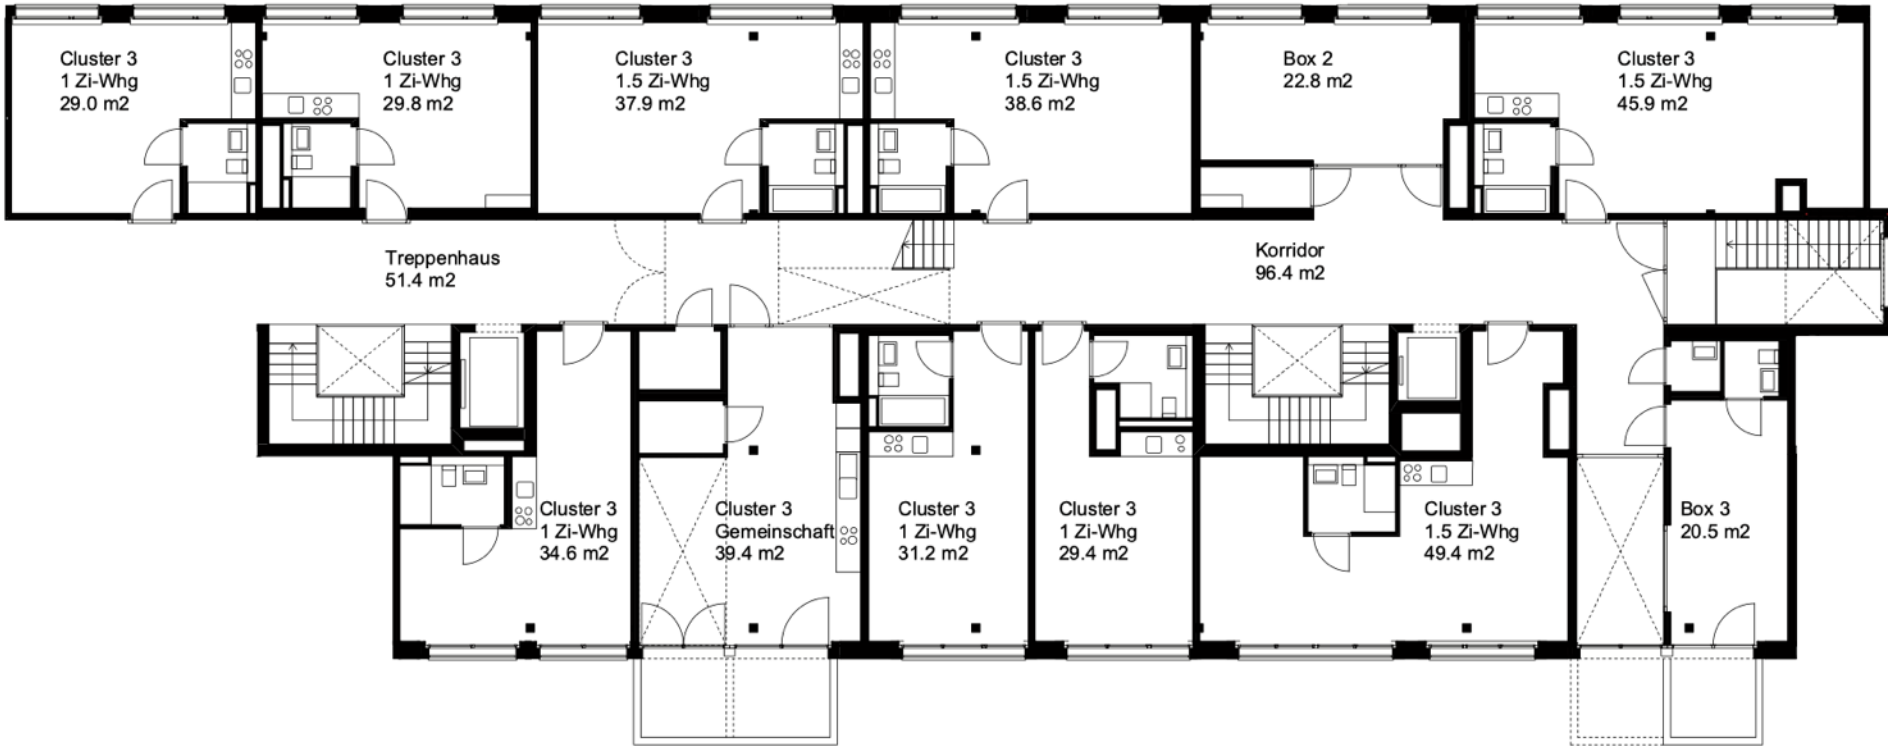 Cluster 3
1 Zi-Whg
29.0 m2
Cluster 3
1 Zi-Whg
29.8 m2
Cluster 3
1.5 Zi-Whg
37.9 m2
Cluster 3
1.5 Zi-Whg
38.6 m2
Box 2
22.8 m2
Cluster 3
1.5 Zi-Whg
45.9 m2
Treppenhaus
51.4 m2
Korridor
96.4 m2
Cluster 3
1 Zi-Whg
34.6 m2
Cluster 3
Gemeinschaft
39.4 m2
Cluster 3
1 Zi-Whg
31.2 m2
Cluster 3
1 Zi-Whg
29.4 m2
Cluster 3
1.5 Zi-Whg
49.4 m2
Box 3
20.5 m2